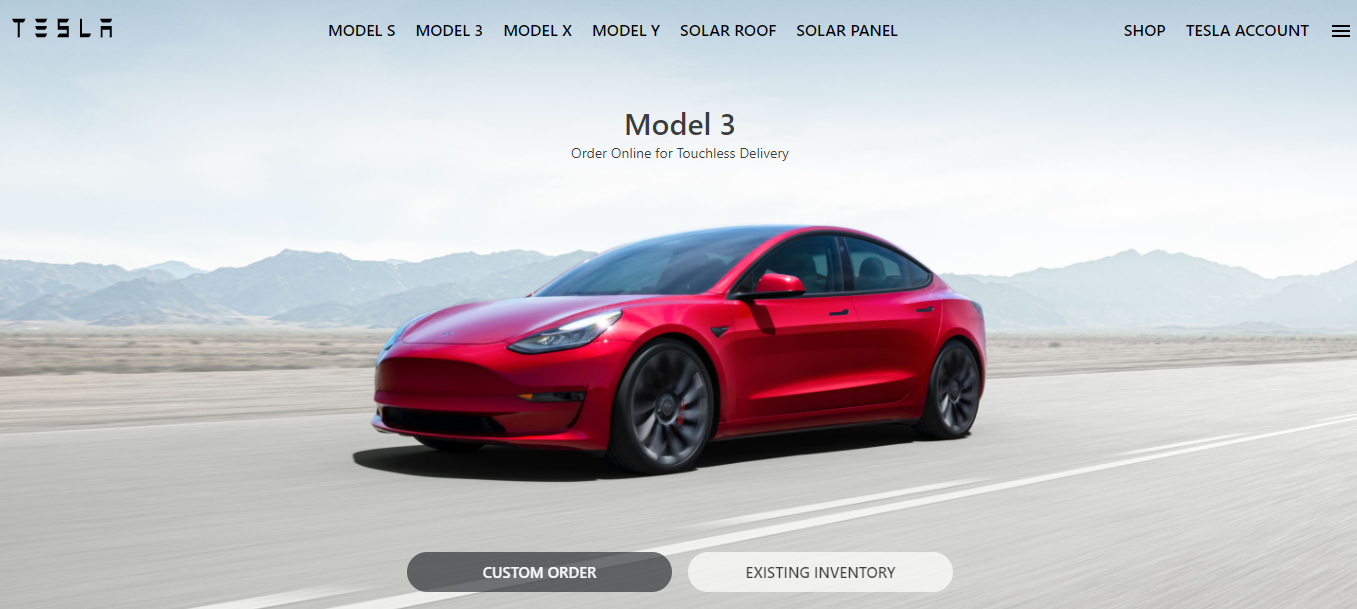 TESLA
MODEL S MODEL 3 MODEL X MODEL Y SOLAR ROOF SOLAR PANEL SHOP TESLA ACCOUNT
Model 3
Order Online for Touchless Delivery
CUSTOM ORDER EXISTING INVENTORY